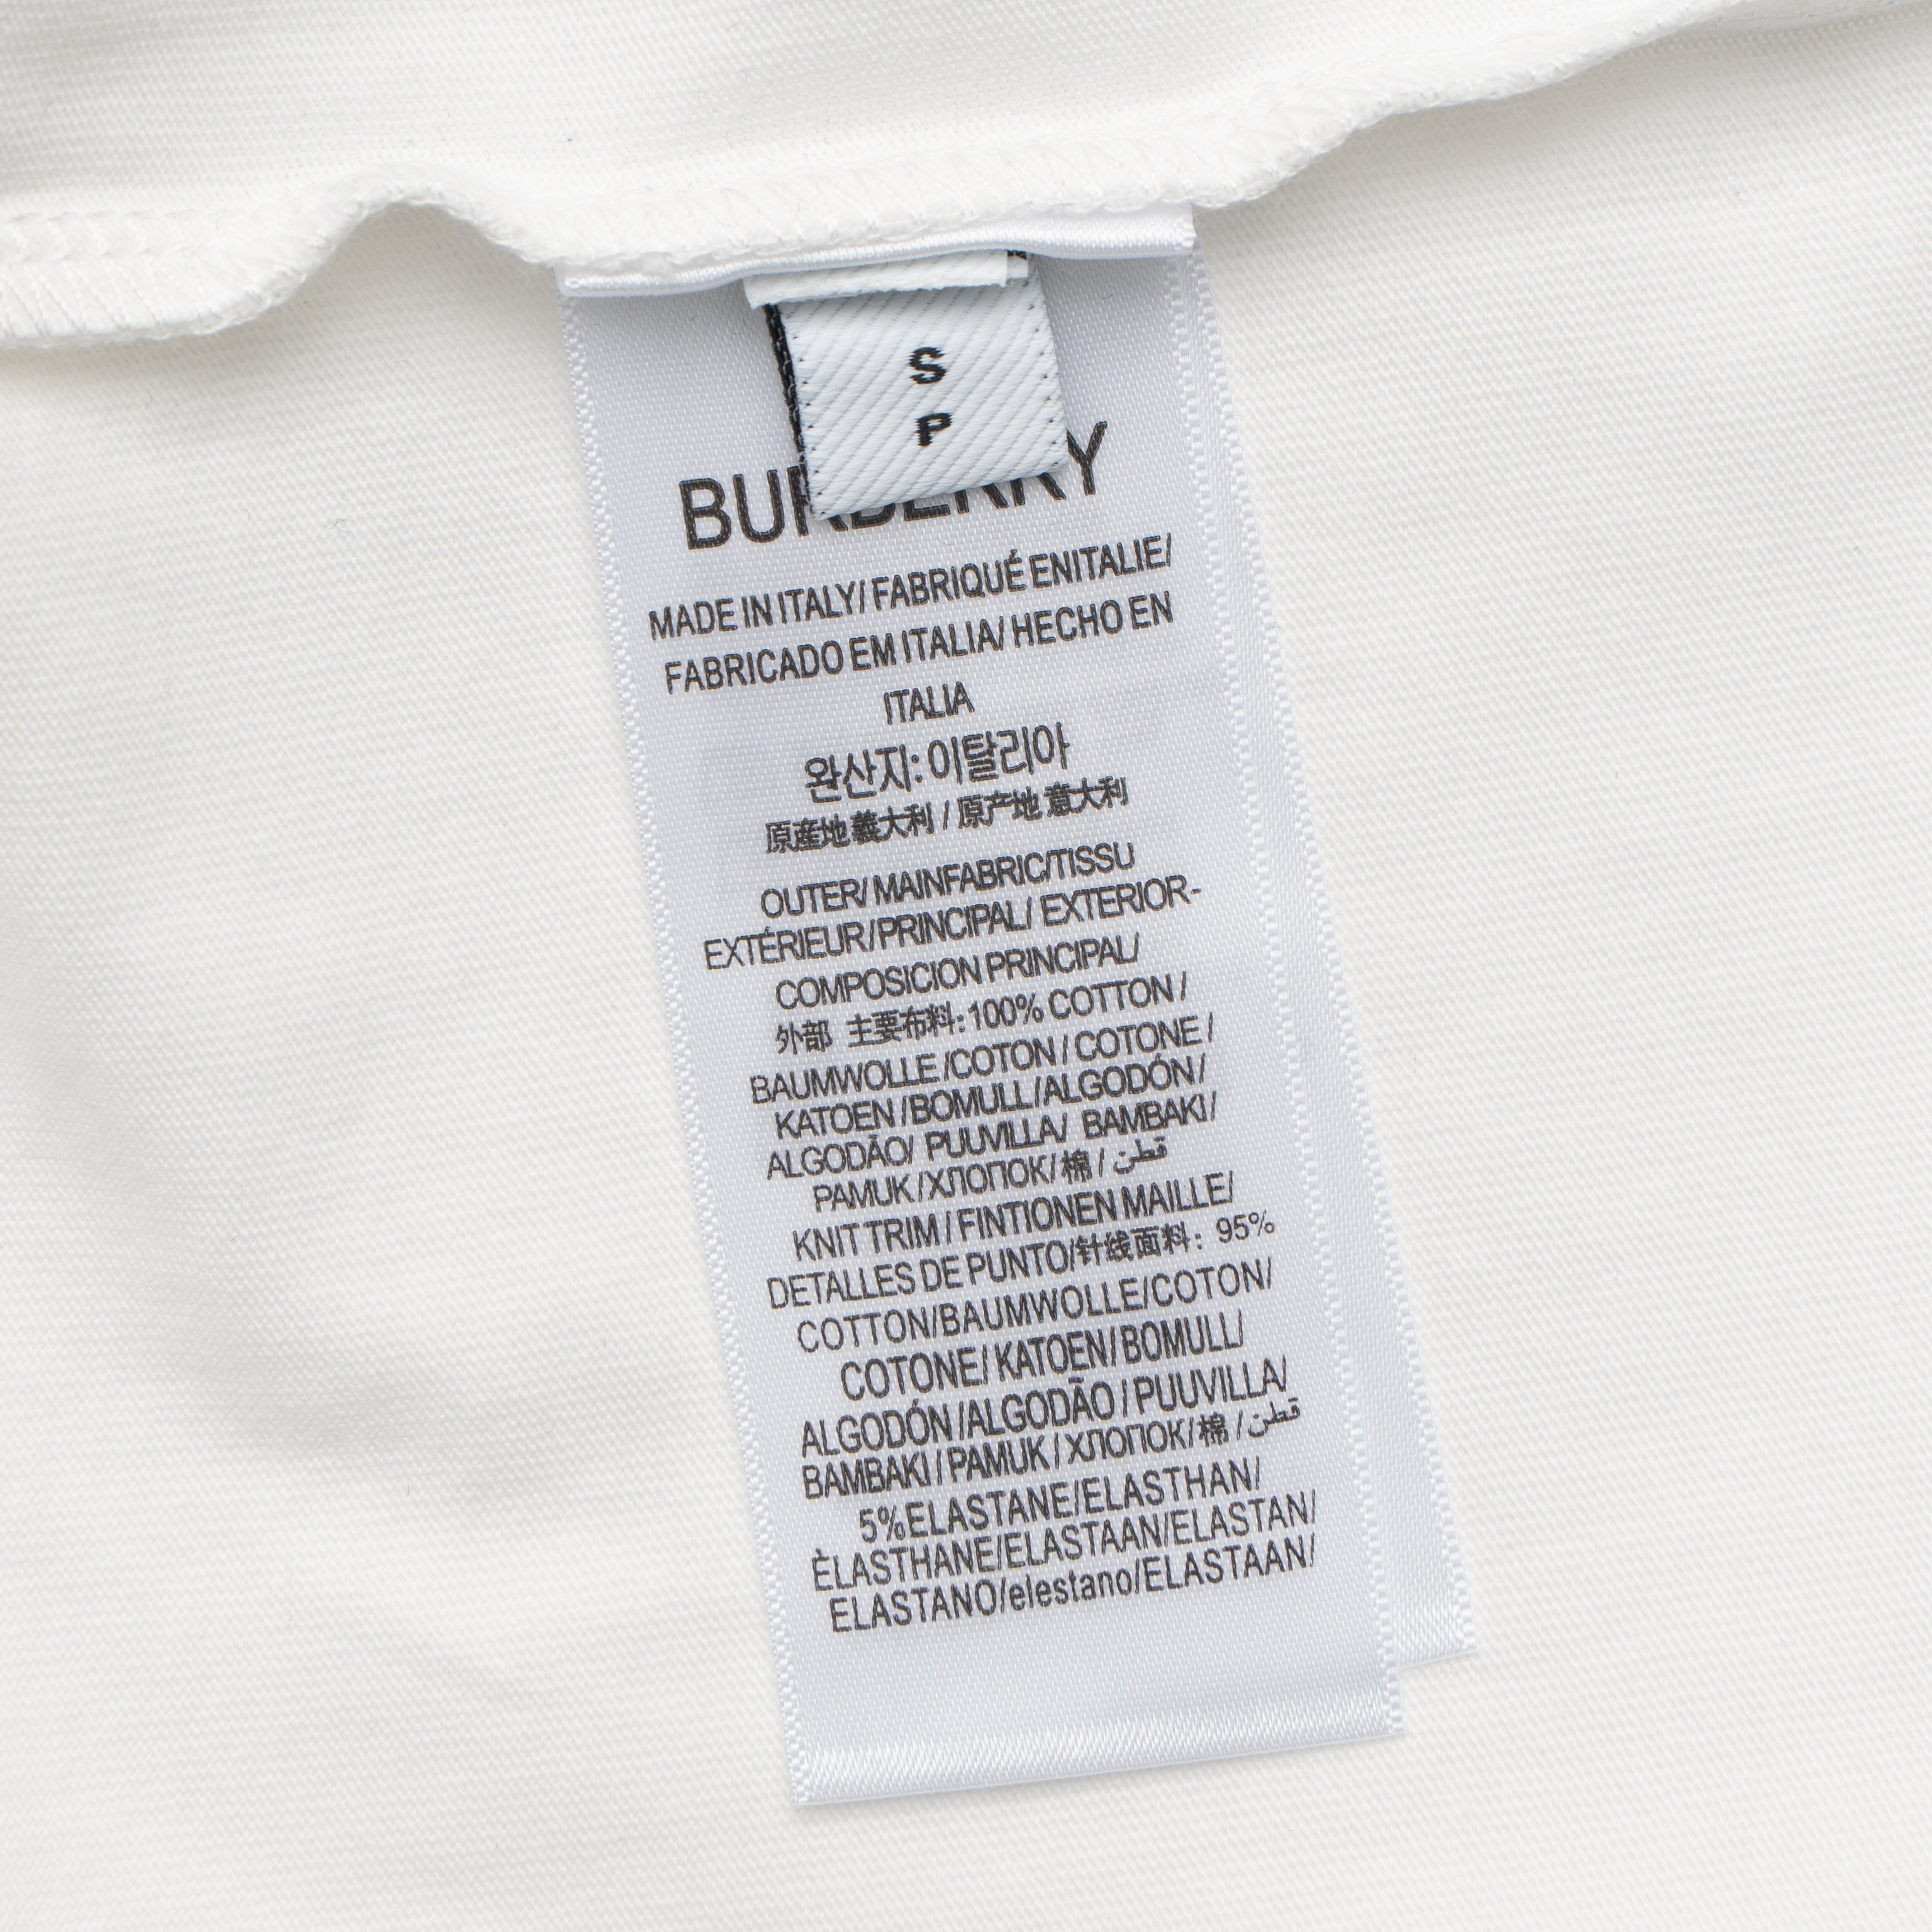 S
P
BURBERRY
MADE IN ITALY/ FABRIQUÉ ENITALIE/
FABRICADO EM ITALIA/ HECHO EN
ITALIA
완산지: 이탈리아
原産地 義大利 / 原产地 意大利
OUTER/ MAINFABRIC/TISSU
EXTÉRIEUR/PRINCIPAL/ EXTERIOR-
COMPOSICION PRINCIPAL/
外部 主要布料: 100% COTTON /
BAUMWOLLE /COTON / COTONE /
KATOEN /BOMULL/ALGODÓN/
ALGODÃO/ PUUVILLA/ BAMBAKI/
PAMUK /ХЛОПОК/ 棉 / قطن
KNIT TRIM / FINTIONEN MAILLE/
DETALLES DE PUNTO/针线面料: 95%
COTTON/BAUMWOLLE/COTON/
COTONE/ KATOEN/ BOMULL/
ALGODÓN /ALGODÃO / PUUVILLA/
BAMBAKI / PAMUK / ХЛОПОК/ 棉 / قطن
5%ELASTANE/ELASTHAN/
ÈLASTHANE/ELASTAAN/ELASTAN/
ELASTANO/elestano/ELASTAAN/